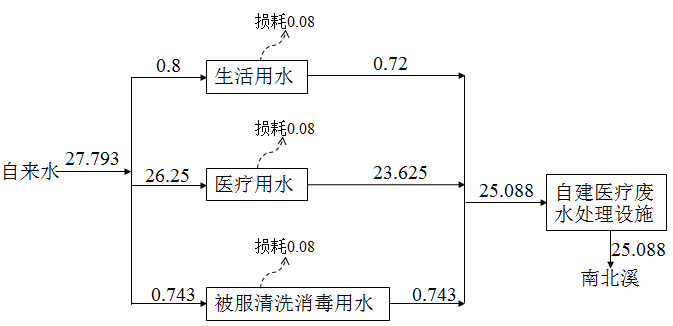 损耗0.08
0.8
生活用水
0.72
损耗0.08
自来水
27.793
26.25
医疗用水
23.625
25.088
自建医疗废
水处理设施
25.088
南北溪
损耗0.08
0.743
被服清洗消毒用水
0.743